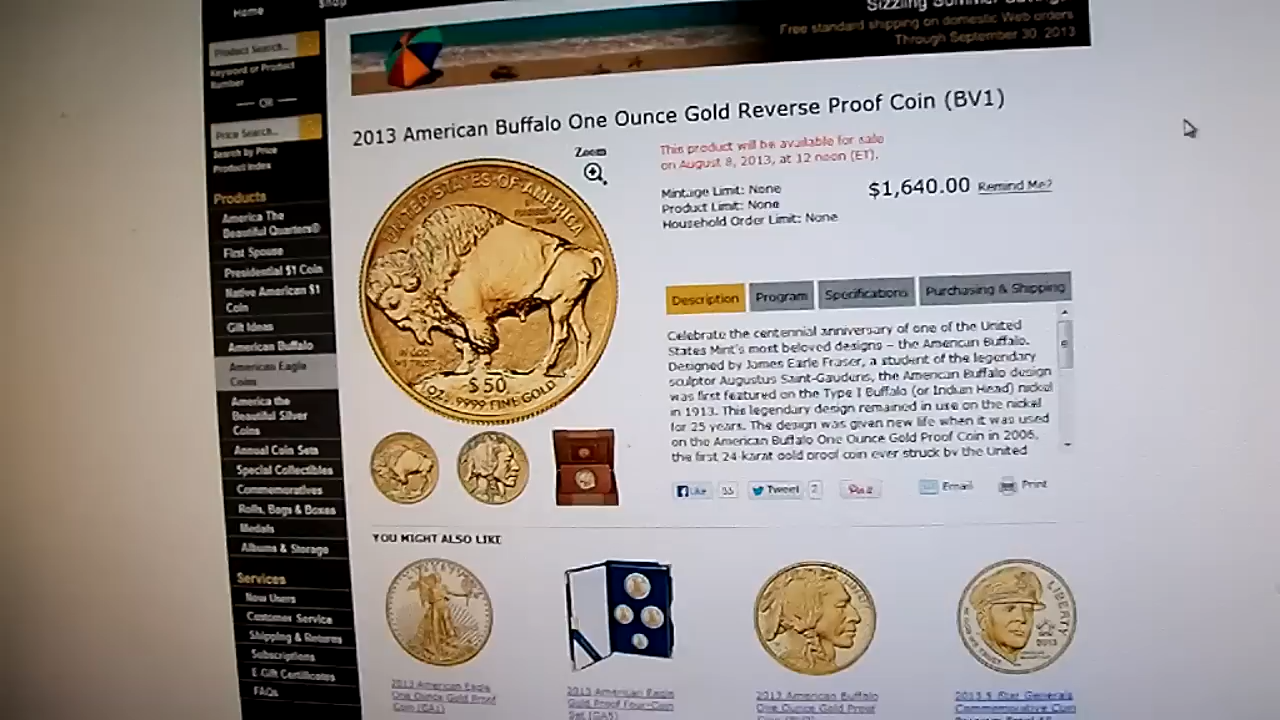 Home
Shop
Sizzling Summer Savings
Free standard shipping on domestic Web orders
Through September 30, 2013
Product Search...
Keyword or Product
Number
OR
Price Search...
Search by Price
Product Index
Products
America The
Beautiful Quarters®
First Spouse
Presidential $1 Coin
Native American $1
Coin
Gift Ideas
American Buffalo
American Eagle
Coins
America the
Beautiful Silver
Coins
Annual Coin Sets
Special Collectibles
Commemoratives
Rolls, Bags & Boxes
Medals
Albums & Storage
Services
New Users
Customer Service
Shipping & Returns
Subscriptions
E-Gift Certificates
FAQs
2013 American Buffalo One Ounce Gold Reverse Proof Coin (BV1)
Zoom
UNITED STATES OF AMERICA
IN GOD
WE TRUST
$50
1 OZ. .9999 FINE GOLD
This product will be available for sale
on August 8, 2013, at 12 noon (ET).
Mintage Limit: None
Product Limit: None
Household Order Limit: None
$1,640.00 Remind Me?
Description Program Specifications Purchasing & Shipping
Celebrate the centennial anniversary of one of the United
States Mint's most beloved designs – the American Buffalo.
Designed by James Earle Fraser, a student of the legendary
sculptor Augustus Saint-Gaudens, the American Buffalo design
was first featured on the Type I Buffalo (or Indian Head) nickel
in 1913. This legendary design remained in use on the nickel
for 25 years. The design was given new life when it was used
on the American Buffalo One Ounce Gold Proof Coin in 2006,
the first 24-karat gold proof coin ever struck by the United
Like 55 Tweet 2 Pin it Email Print
YOU MIGHT ALSO LIKE
LIBERTY
2013
2013 American Eagle
One Ounce Gold Proof
Coin (GA1)
2013 American Eagle
Gold Proof Four-Coin
Set (GA5)
2013 American Buffalo
One Ounce Gold Proof
2013 5 Star Generals
Commemorative Coin